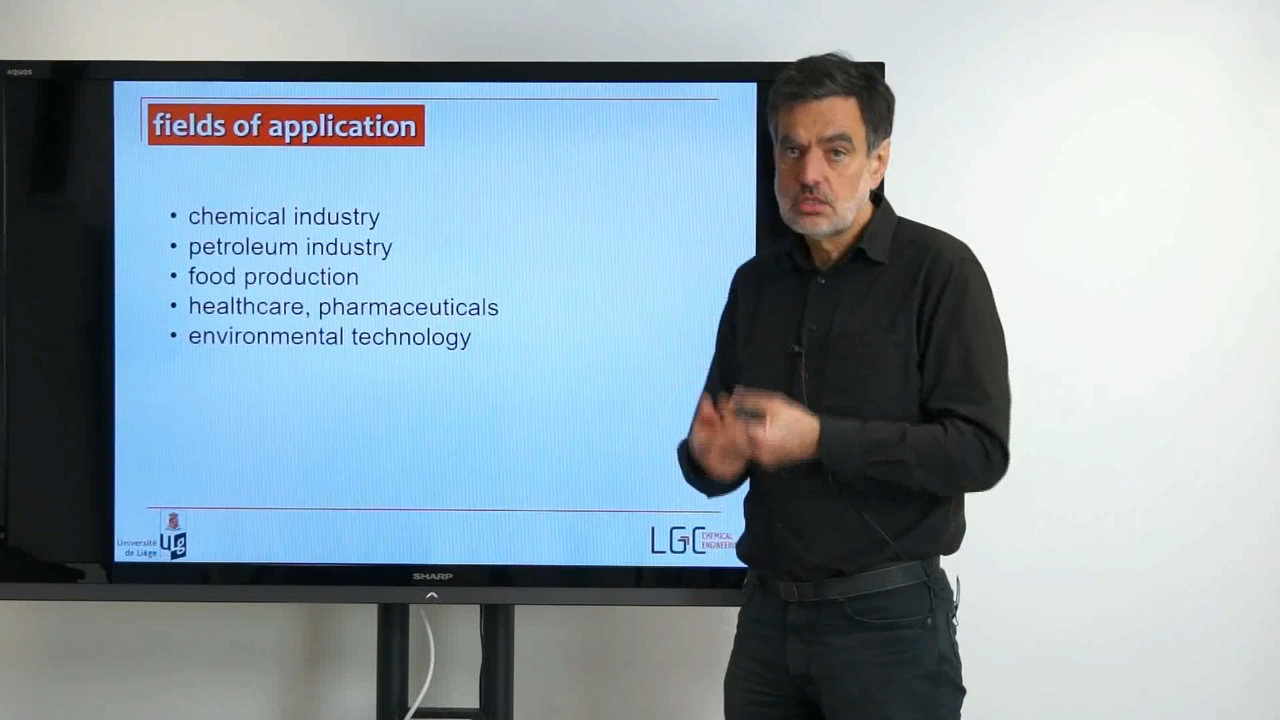 AQUOS
fields of application
• chemical industry
• petroleum industry
• food production
• healthcare, pharmaceuticals
• environmental technology
Université
de Liège
ULg
LGC
CHEMICAL
SHARP